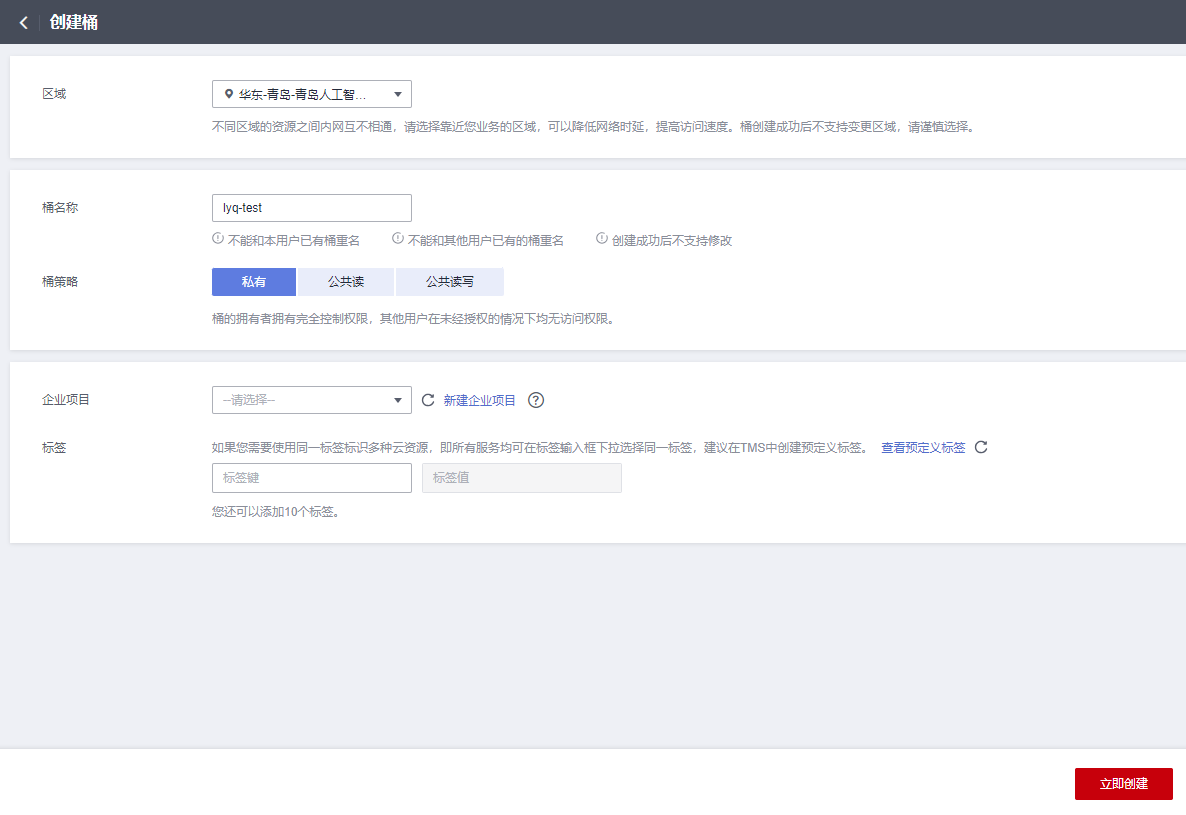 创建桶
区域
华东-青岛-青岛人工智...
不同区域的资源之间内网互不相通，请选择靠近您业务的区域，可以降低网络时延，提高访问速度。桶创建成功后不支持变更区域，请谨慎选择。
桶名称
lyq-test
不能和本用户已有桶重名 不能和其他用户已有的桶重名 创建成功后不支持修改
桶策略
私有 公共读 公共读写
桶的拥有者拥有完全控制权限，其他用户在未经授权的情况下均无访问权限。
企业项目
--请选择-- 新建企业项目 ?
标签
如果您需要使用同一标签标识多种云资源，即所有服务均可在标签输入框下拉选择同一标签，建议在TMS中创建预定义标签。 查看预定义标签
标签键 标签值
您还可以添加10个标签。
立即创建